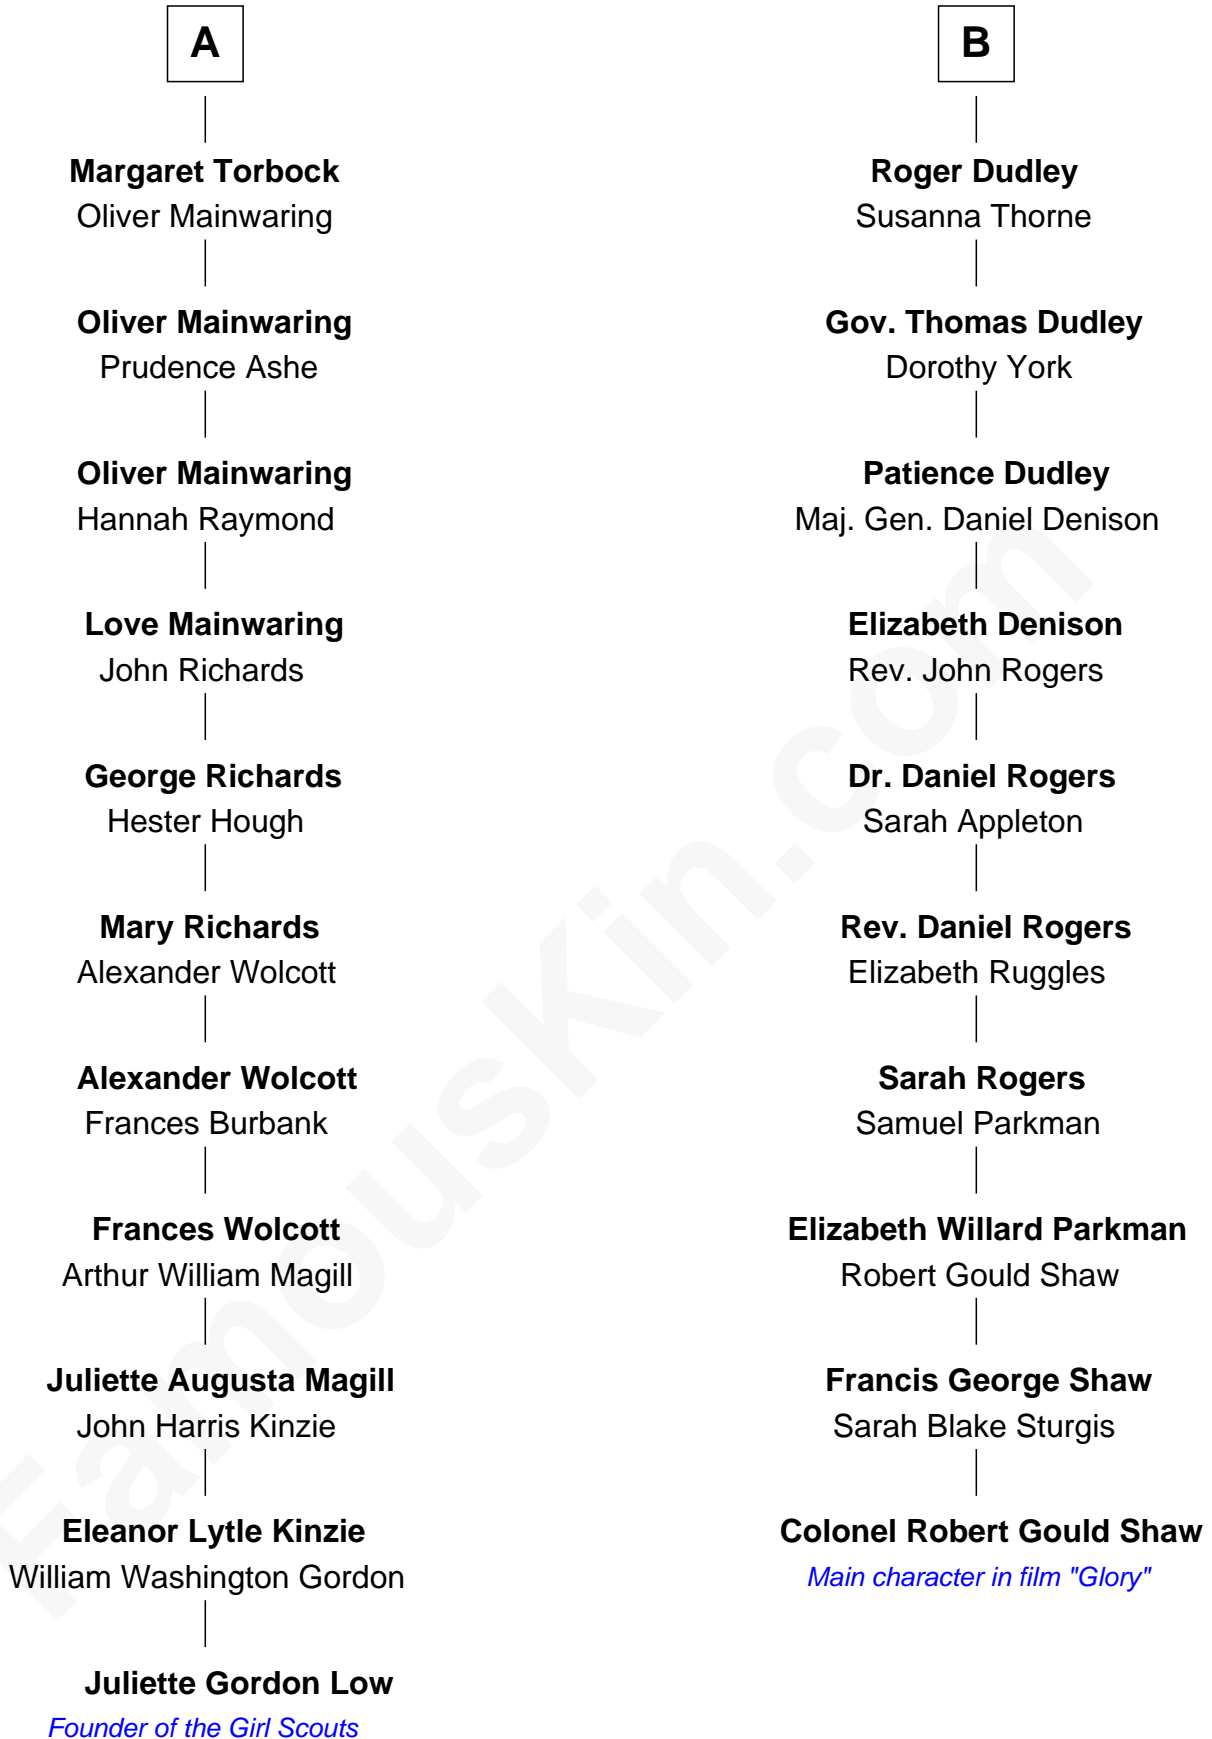 A
Margaret Torbock
Oliver Mainwaring
Oliver Mainwaring
Prudence Ashe
Oliver Mainwaring
Hannah Raymond
Love Mainwaring
John Richards
George Richards
Hester Hough
Mary Richards
Alexander Wolcott
Alexander Wolcott
Frances Burbank
Frances Wolcott
Arthur William Magill
Juliette Augusta Magill
John Harris Kinzie
Eleanor Lytle Kinzie
William Washington Gordon
Juliette Gordon Low
Founder of the Girl Scouts
B
Roger Dudley
Susanna Thorne
Gov. Thomas Dudley
Dorothy York
Patience Dudley
Maj. Gen. Daniel Denison
Elizabeth Denison
Rev. John Rogers
Dr. Daniel Rogers
Sarah Appleton
Rev. Daniel Rogers
Elizabeth Ruggles
Sarah Rogers
Samuel Parkman
Elizabeth Willard Parkman
Robert Gould Shaw
Francis George Shaw
Sarah Blake Sturgis
Colonel Robert Gould Shaw
Main character in film "Glory"
FamousKin.com